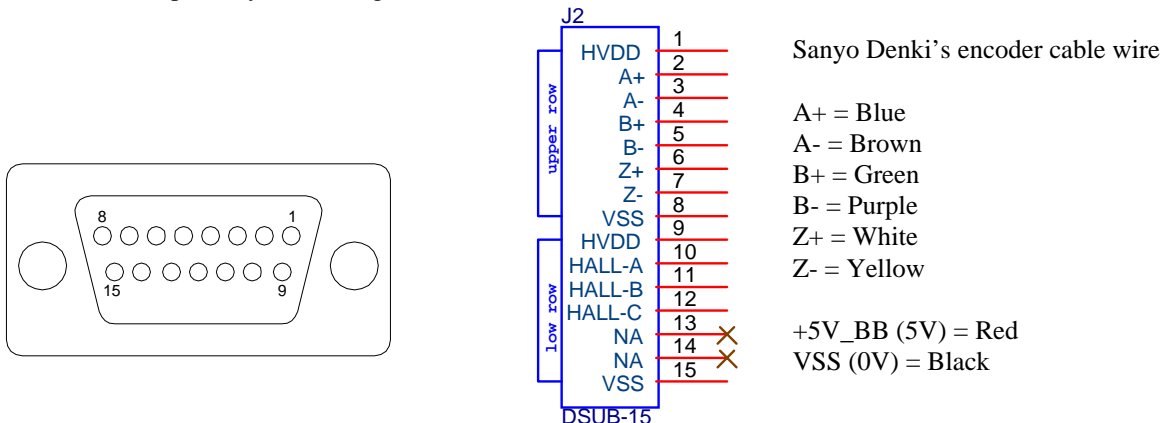 J2
8 1
15 9
upper row
low row
HVDD 1
A+ 2
A- 3
B+ 4
B- 5
Z+ 6
Z- 7
VSS 8
HVDD 9
HALL-A 10
HALL-B 11
HALL-C 12
NA 13
NA 14
VSS 15
DSUB-15
Sanyo Denki's encoder cable wire
A+ = Blue
A- = Brown
B+ = Green
B- = Purple
Z+ = White
Z- = Yellow
+5V_BB (5V) = Red
VSS (0V) = Black